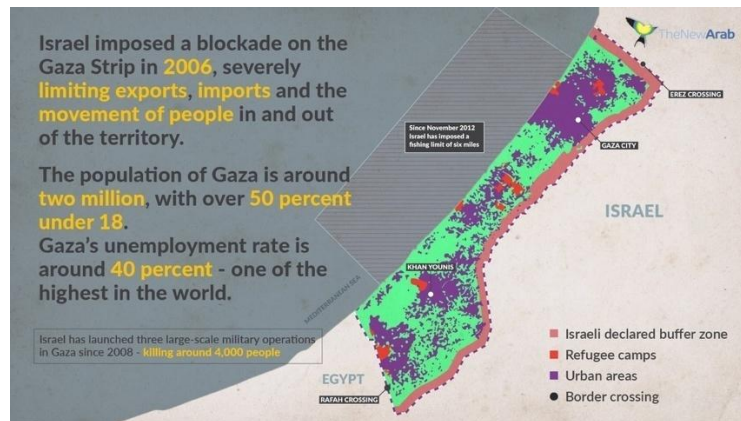 Israel imposed a blockade on the
Gaza Strip in 2006, severely
limiting exports, imports and the
movement of people in and out
of the territory.
The population of Gaza is around
two million, with over 50 percent
under 18.
Gaza's unemployment rate is
around 40 percent - one of the
highest in the world.
Israel has launched three large-scale military operations
in Gaza since 2008 - killing around 4,000 people
TheNewArab
EREZ CROSSING
Since November 2012
Israel has imposed a
fishing limit of six miles
GAZA CITY
ISRAEL
KHAN YOUNIS
MEDITERRANEAN SEA
EGYPT
RAFAH CROSSING
Israeli declared buffer zone
Refugee camps
Urban areas
Border crossing